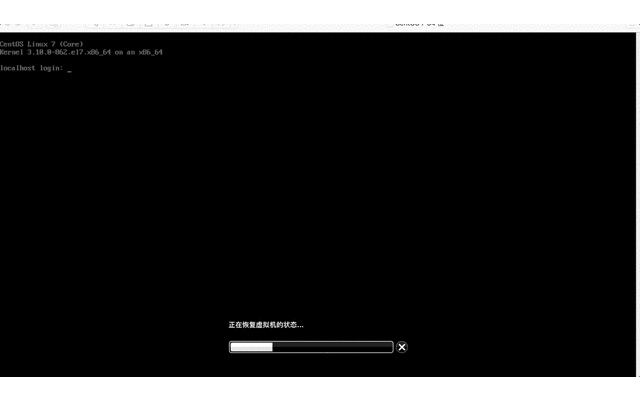 CentOS Linux 7 (Core)
Kernel 3.10.0-862.el7.x86_64 on an x86_64
localhost login: _
正在恢复虚拟机的状态...